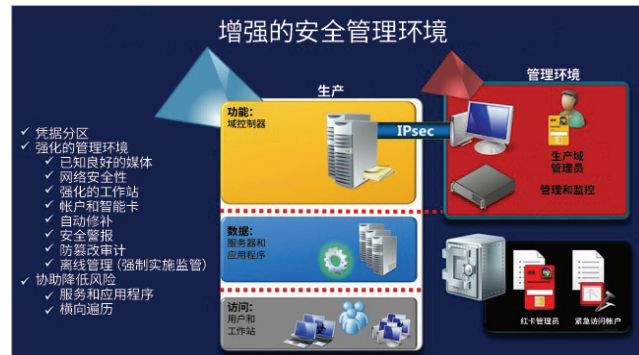 增强的安全管理环境
✓ 凭据分区
✓ 强化的管理环境
✓ 已知良好的媒体
✓ 网络安全性
✓ 强化的工作站
✓ 帐户和智能卡
✓ 自动修补
✓ 安全警报
✓ 防篡改审计
✓ 离线管理 (强制实施监管)
✓ 协助降低风险
✓ 服务和应用程序
✓ 横向遍历
生产
功能:
域控制器
IPsec
数据:
服务器和
应用程序
访问:
用户和
工作站
管理环境
生产域
管理员
管理和监控
红卡管理员
紧急访问帐户